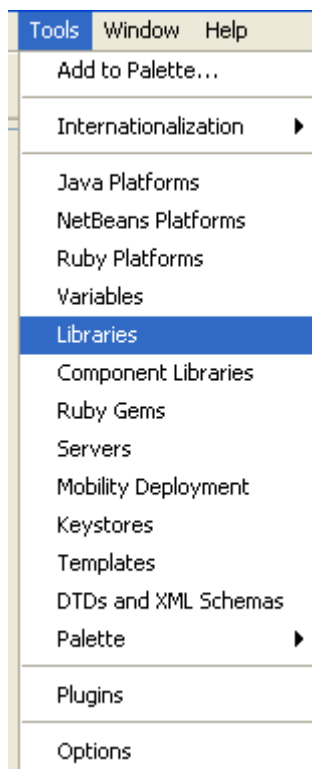 Tools Window Help
Add to Palette...
Internationalization
Java Platforms
NetBeans Platforms
Ruby Platforms
Variables
Libraries
Component Libraries
Ruby Gems
Servers
Mobility Deployment
Keystores
Templates
DTDs and XML Schemas
Palette
Plugins
Options